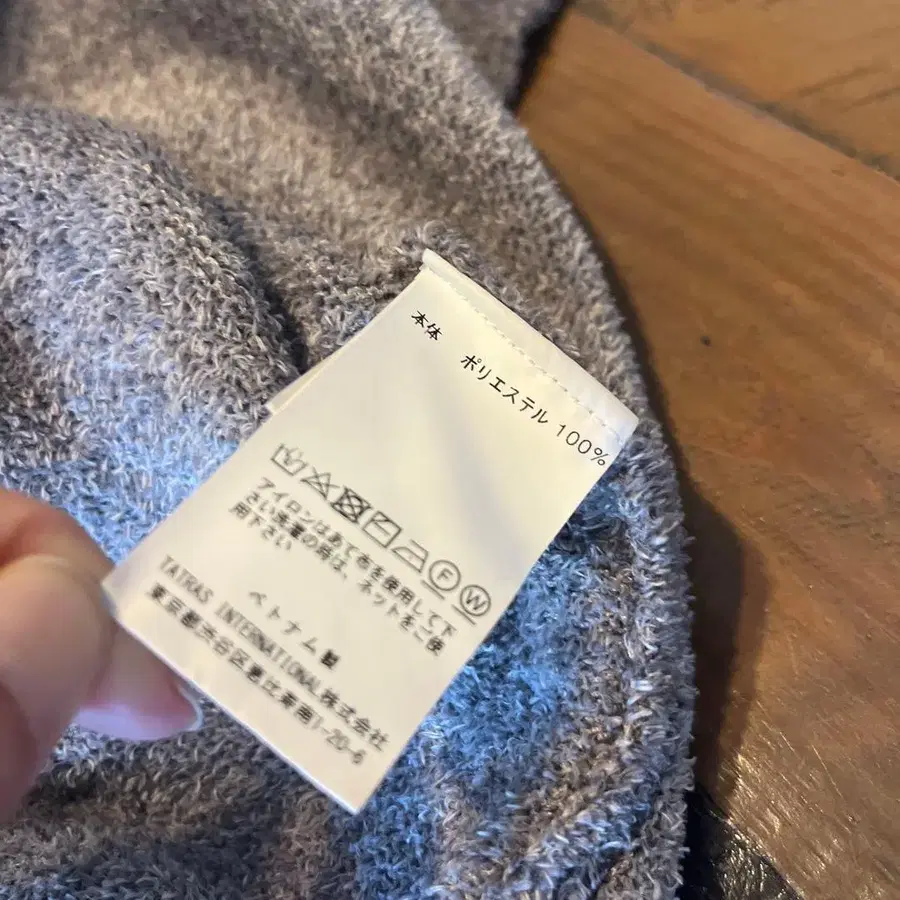 本体 ポリエステル 100%
F W
アイロンはあて布を使用して下
さい洗濯の時は、ネットをご使
用下さい
ベトナム製
TATRAS INTERNATIONAL株式会社
東京都渋谷区恵比寿南1-20-6